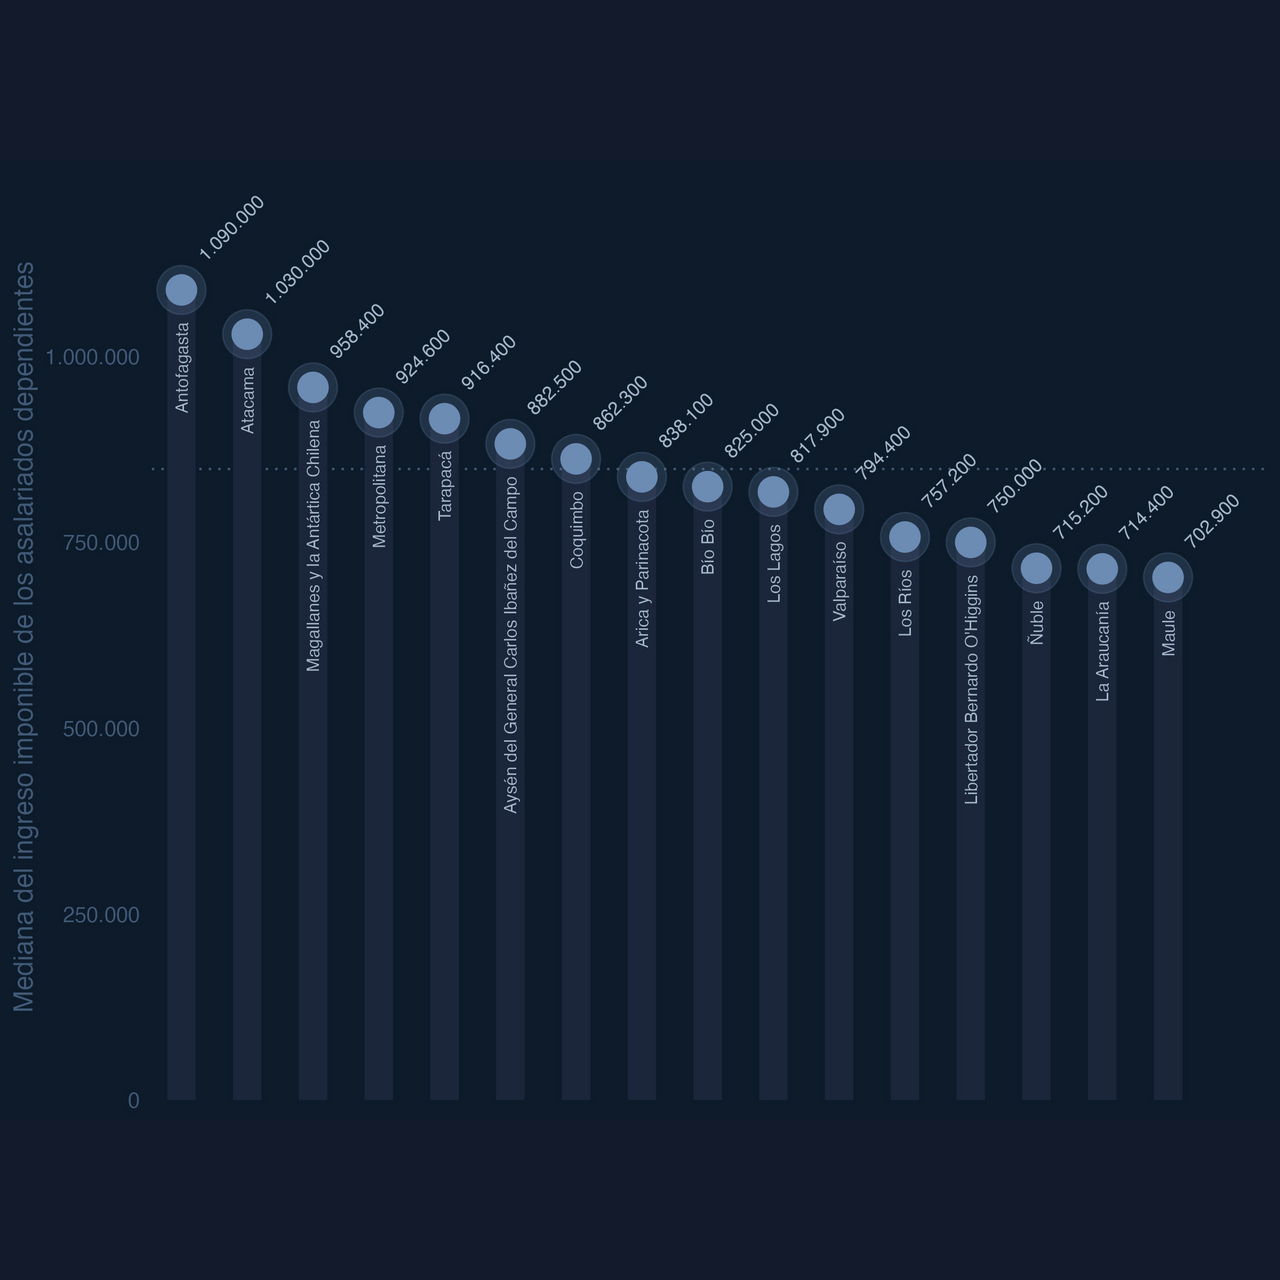 Mediana del ingreso imponible de los asalariados dependientes
1.000.000
750.000
500.000
250.000
0
1.090.000
Antofagasta
1.030.000
Atacama
958.400
Magallanes y la Antártica Chilena
924.600
Metropolitana
916.400
Tarapacá
882.500
Aysén del General Carlos Ibañez del Campo
862.300
Coquimbo
838.100
Arica y Parinacota
825.000
Bío Bío
817.900
Los Lagos
794.400
Valparaíso
757.200
Los Ríos
750.000
Libertador Bernardo O'Higgins
715.200
Ñuble
714.400
La Araucanía
702.900
Maule